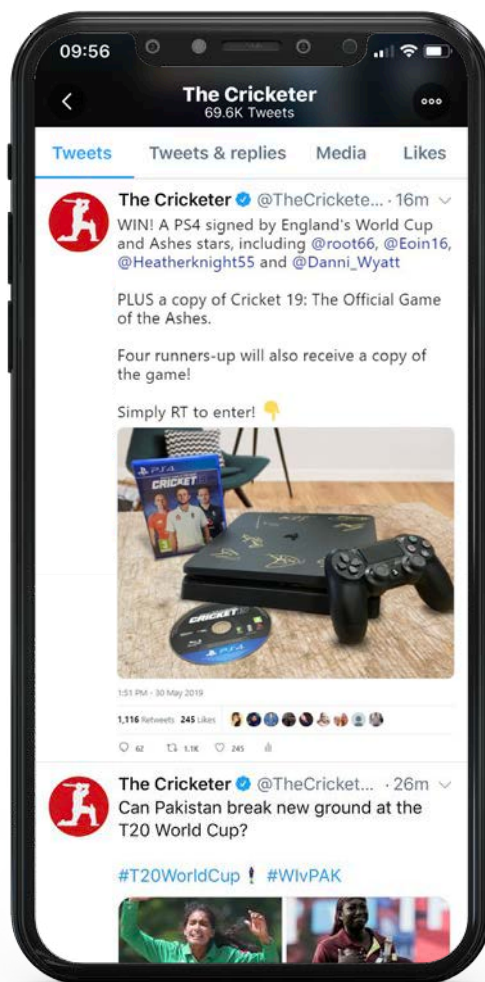 09:56
The Cricketer
69.6K Tweets
Tweets Tweets & replies Media Likes
The Cricketer @TheCrickete... · 16m
WIN! A PS4 signed by England's World Cup
and Ashes stars, including @root66, @Eoin16,
@Heatherknight55 and @Danni_Wyatt
PLUS a copy of Cricket 19: The Official Game
of the Ashes.
Four runners-up will also receive a copy of
the game!
Simply RT to enter! 👇
PS4
CRICKET 19
CRICKET 19
PS4
1:51 PM - 30 May 2019
1,116 Retweets 245 Likes
62 1.1K 245
The Cricketer @TheCricket... · 26m
Can Pakistan break new ground at the
T20 World Cup?
#T20WorldCup #WIvPAK